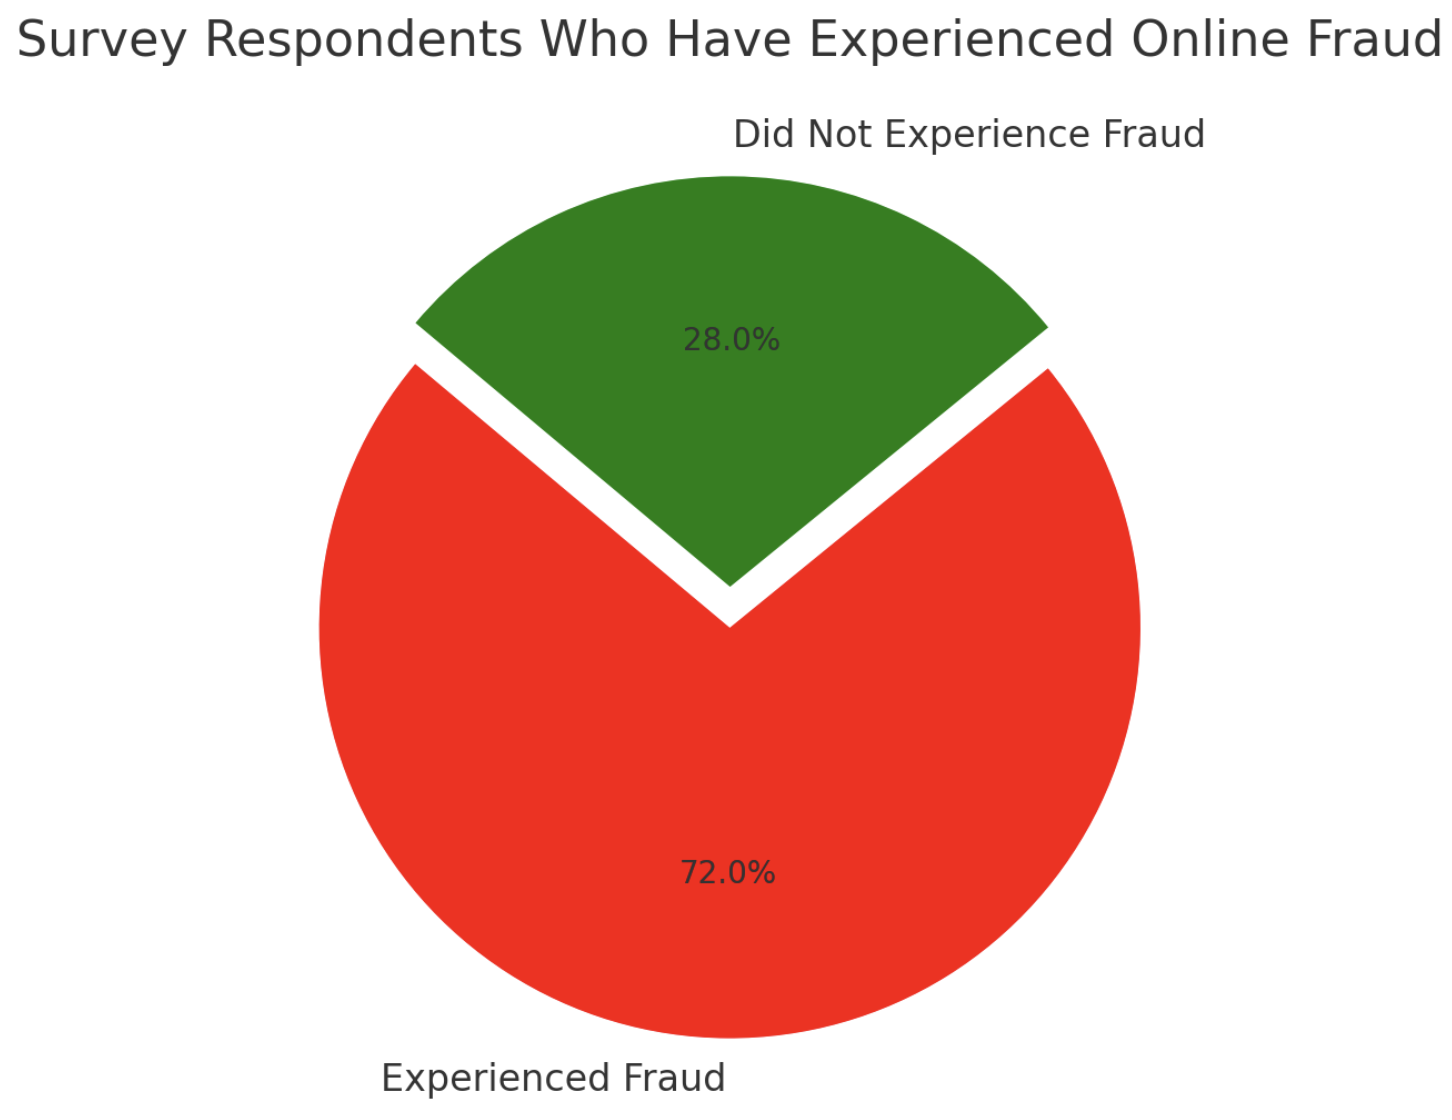 Survey Respondents Who Have Experienced Online Fraud
Did Not Experience Fraud
28.0%
72.0%
Experienced Fraud